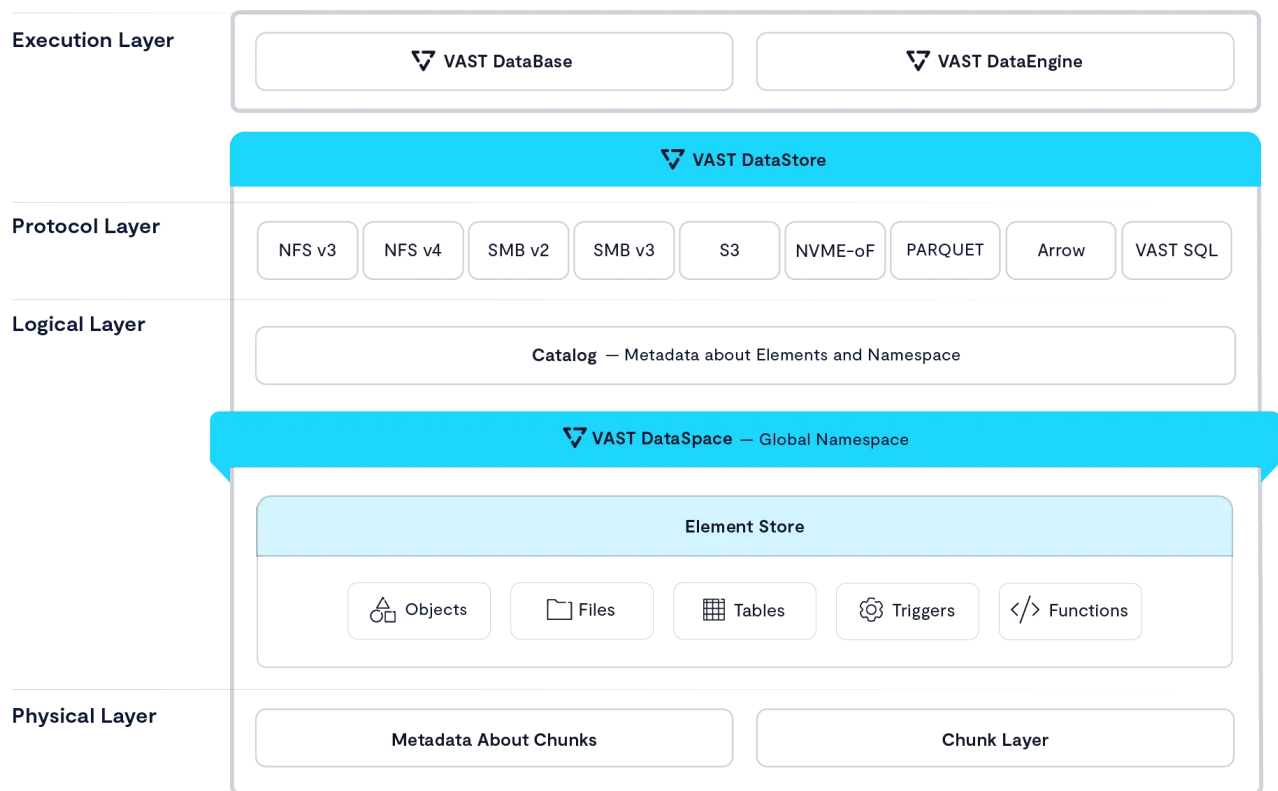 Execution Layer
VAST DataBase
VAST DataEngine
VAST DataStore
Protocol Layer
NFS v3
NFS v4
SMB v2
SMB v3
S3
NVME-oF
PARQUET
Arrow
VAST SQL
Logical Layer
Catalog — Metadata about Elements and Namespace
VAST DataSpace — Global Namespace
Element Store
Objects
Files
Tables
Triggers
Functions
Physical Layer
Metadata About Chunks
Chunk Layer